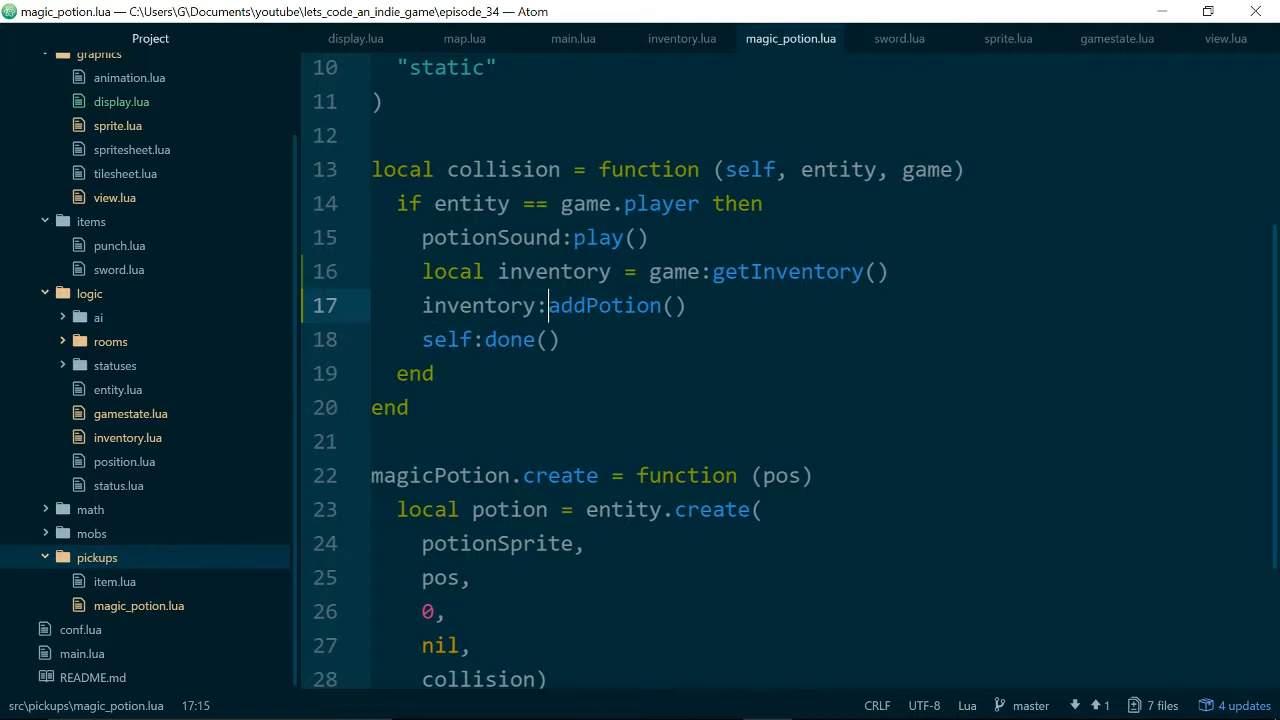 magic_potion.lua — C:\Users\G\Documents\youtube\lets_code_an_indie_game\episode_34 — Atom
Project
display.lua
map.lua
main.lua
inventory.lua
magic_potion.lua
sword.lua
sprite.lua
gamestate.lua
view.lua
graphics
animation.lua
display.lua
sprite.lua
spritesheet.lua
tilesheet.lua
view.lua
items
punch.lua
sword.lua
logic
ai
rooms
statuses
entity.lua
gamestate.lua
inventory.lua
position.lua
status.lua
math
mobs
pickups
item.lua
magic_potion.lua
conf.lua
main.lua
README.md
10 "static"
11 )
12
13 local collision = function (self, entity, game)
14 if entity == game.player then
15 potionSound:play()
16 local inventory = game:getInventory()
17 inventory:addPotion()
18 self:done()
19 end
20 end
21
22 magicPotion.create = function (pos)
23 local potion = entity.create(
24 potionSprite,
25 pos,
26 0,
27 nil,
28 collision)
src\pickups\magic_potion.lua 17:15 CRLF UTF-8 Lua master 1 7 files 4 updates